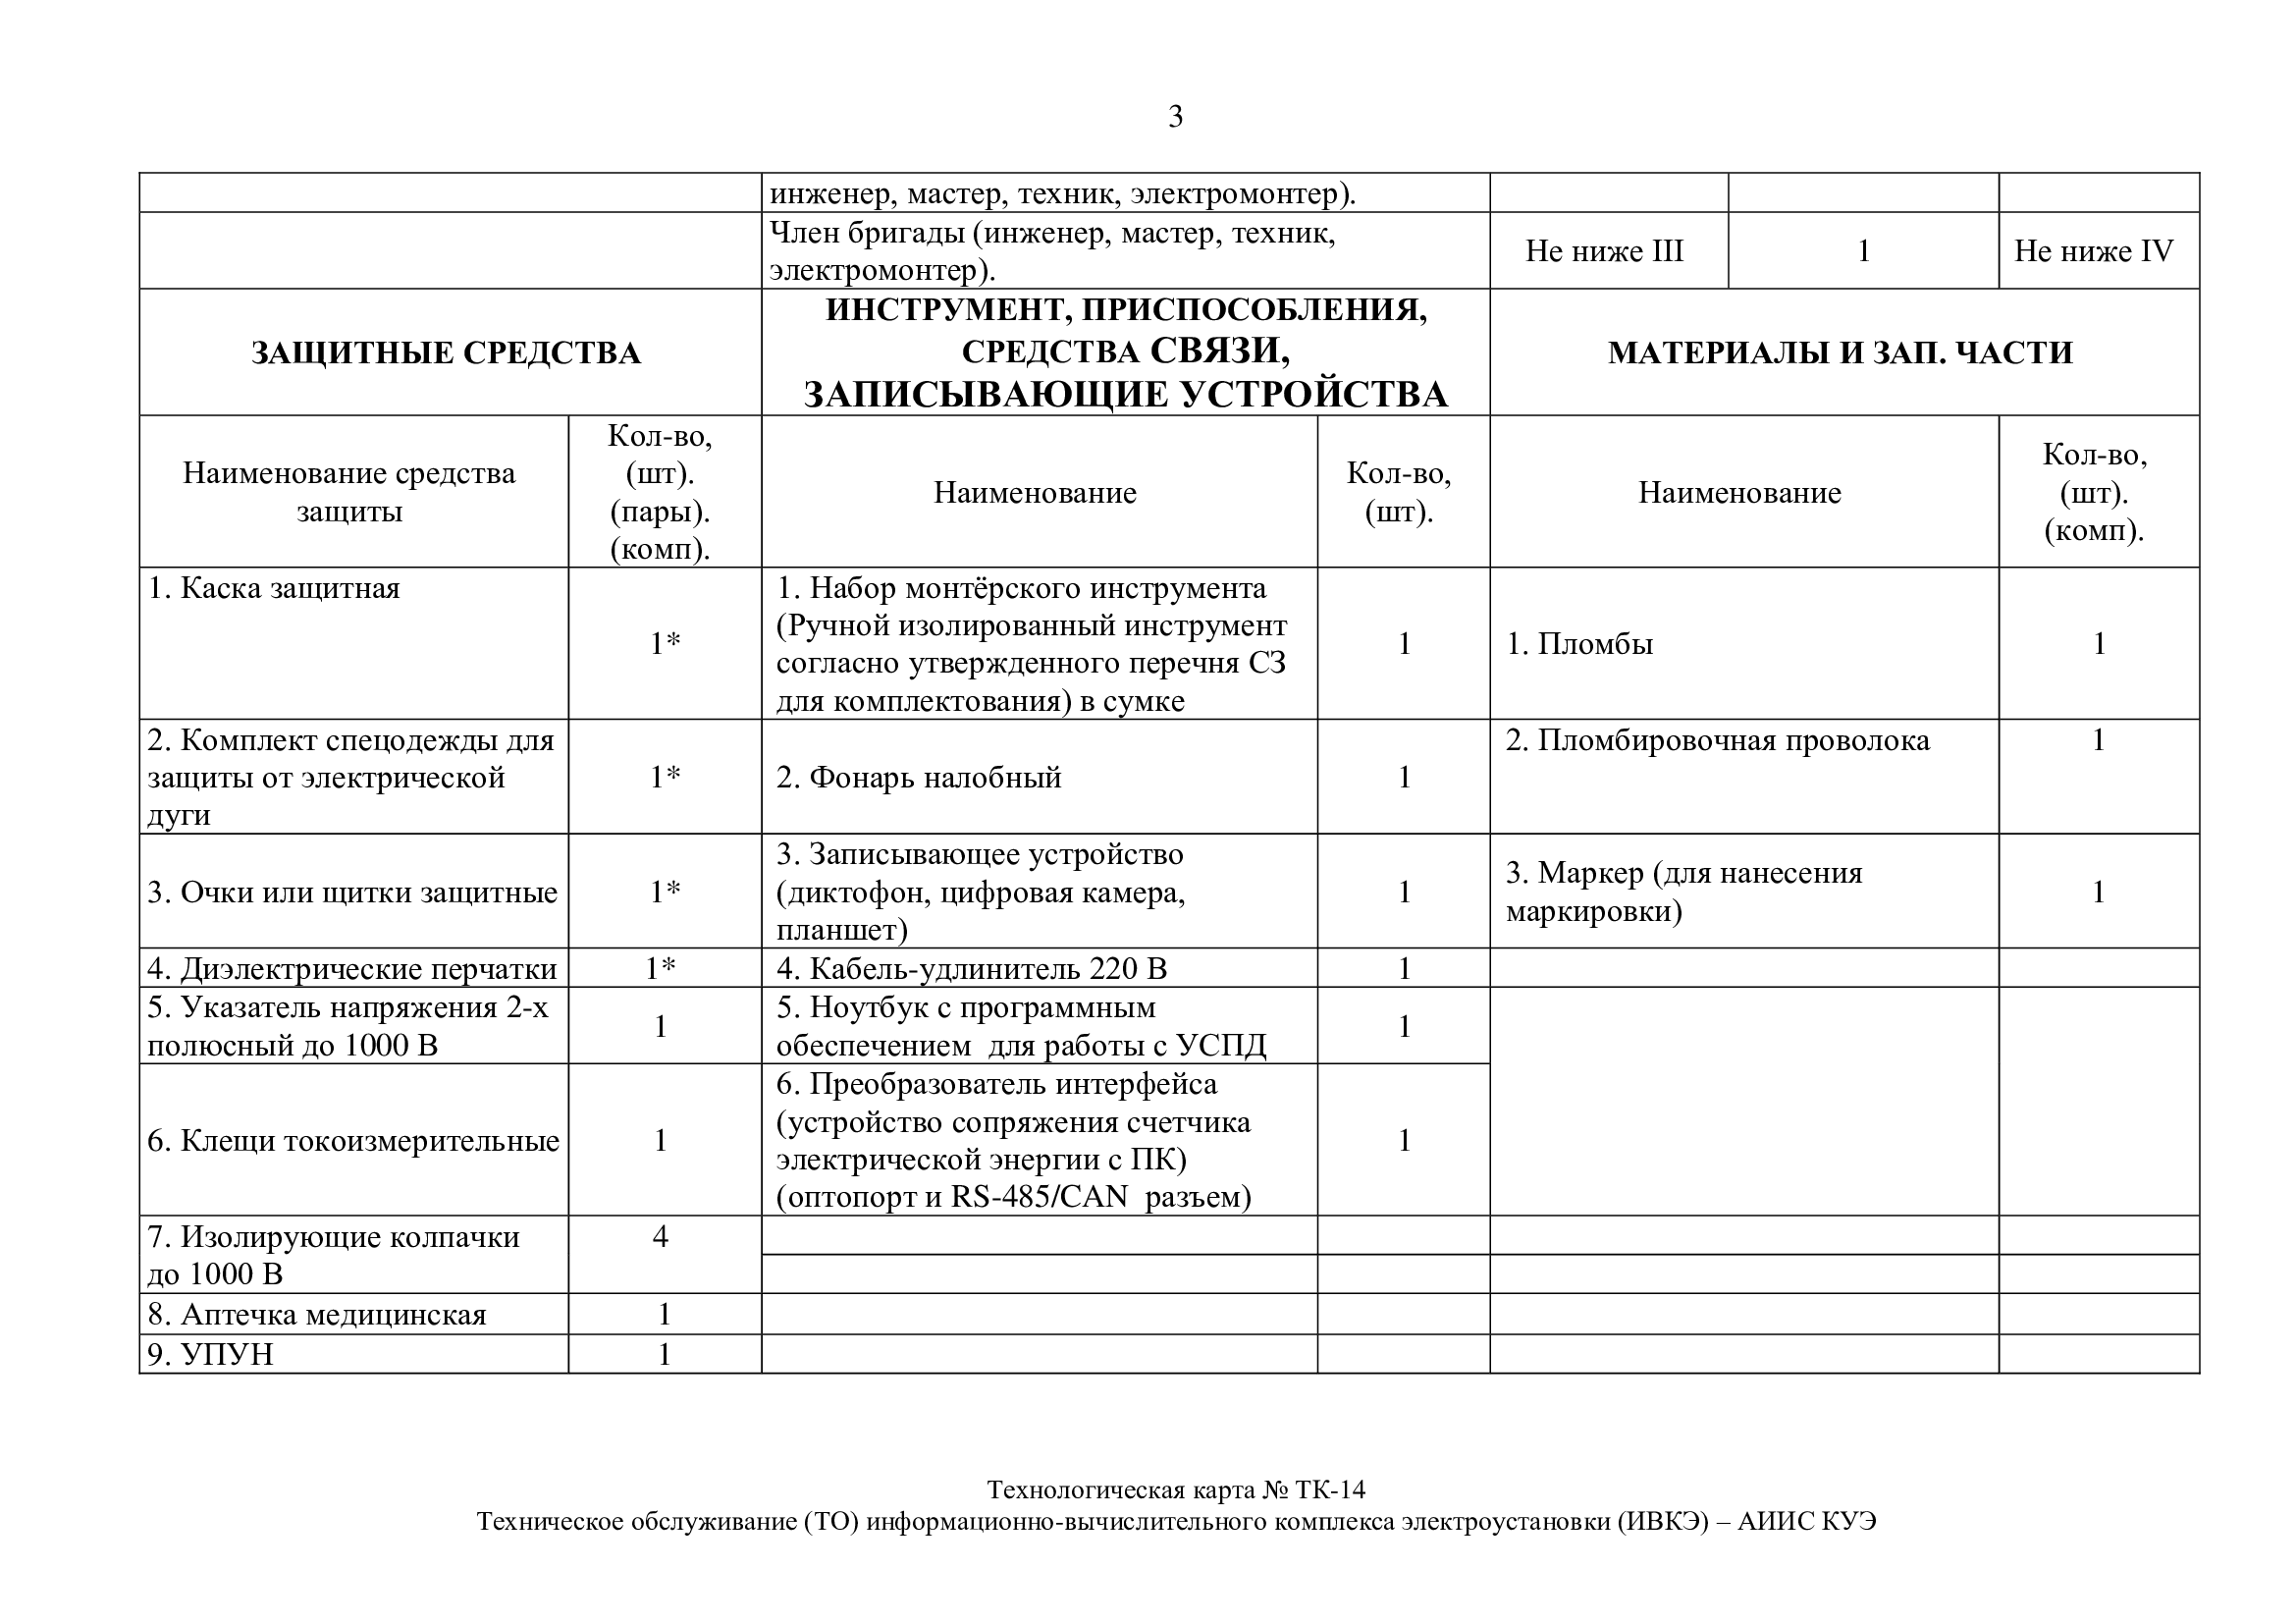 3
инженер, мастер, техник, электромонтер).
Член бригады (инженер, мастер, техник,
электромонтер).
Не ниже III
1
Не ниже IV
ЗАЩИТНЫЕ СРЕДСТВА
ИНСТРУМЕНТ, ПРИСПОСОБЛЕНИЯ,
СРЕДСТВА СВЯЗИ,
ЗАПИСЫВАЮЩИЕ УСТРОЙСТВА
МАТЕРИАЛЫ И ЗАП. ЧАСТИ
Наименование средства
защиты
Кол-во,
(шт).
(пары).
(комп).
Наименование
Кол-во,
(шт).
Наименование
Кол-во,
(шт).
(комп).
1. Каска защитная
1*
1. Набор монтёрского инструмента
(Ручной изолированный инструмент
согласно утвержденного перечня СЗ
для комплектования) в сумке
1
1. Пломбы
1
2. Комплект спецодежды для
защиты от электрической
дуги
1*
2. Фонарь налобный
1
2. Пломбировочная проволока
1
3. Очки или щитки защитные
1*
3. Записывающее устройство
(диктофон, цифровая камера,
планшет)
1
3. Маркер (для нанесения
маркировки)
1
4. Диэлектрические перчатки
1*
4. Кабель-удлинитель 220 В
1
5. Указатель напряжения 2-х
полюсный до 1000 В
1
5. Ноутбук с программным
обеспечением  для работы с УСПД
1
6. Клещи токоизмерительные
1
6. Преобразователь интерфейса
(устройство сопряжения счетчика
электрической энергии с ПК)
(оптопорт и RS-485/CAN  разъем)
1
7. Изолирующие колпачки
до 1000 В
4
8. Аптечка медицинская
1
9. УПУН
1
Технологическая карта № ТК-14
Техническое обслуживание (ТО) информационно-вычислительного комплекса электроустановки (ИВКЭ) – АИИС КУЭ